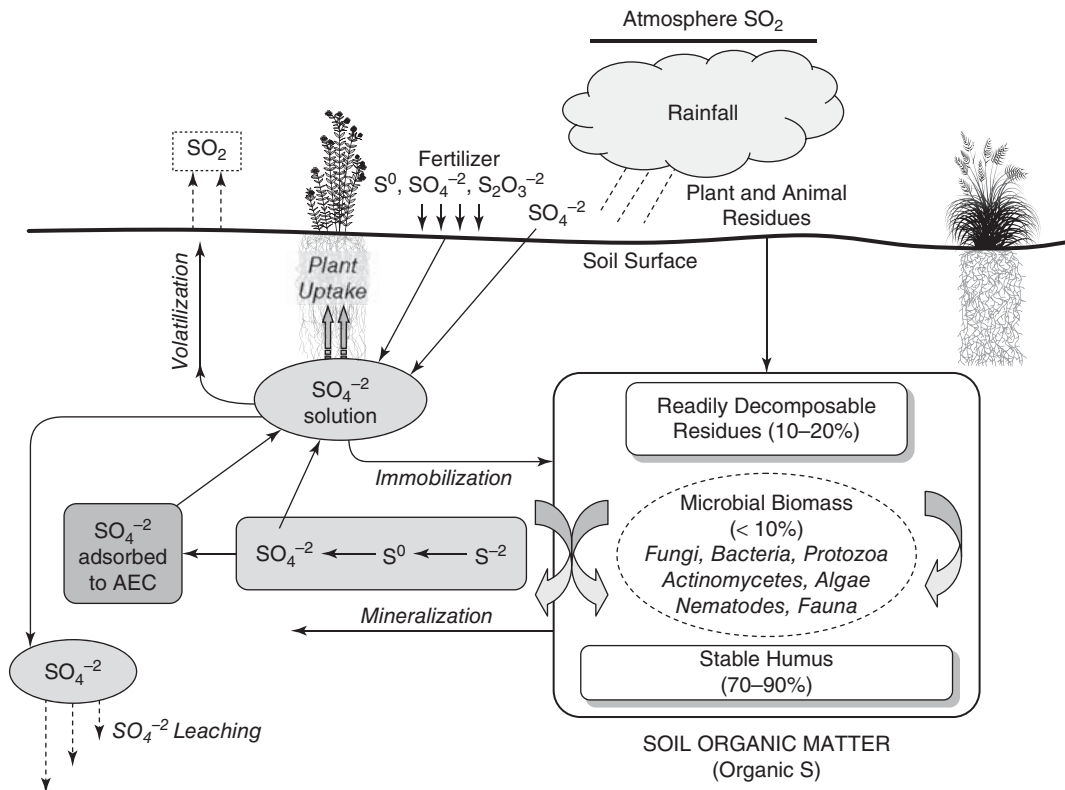 Atmosphere SO₂
Rainfall
SO₂
Fertilizer
S⁰, SO₄⁻², S₂O₃⁻²
SO₄⁻²
Plant and Animal
Residues
Soil Surface
Plant
Uptake
Volatilization
SO₄⁻²
solution
Immobilization
Readily Decomposable
Residues (10–20%)
Microbial Biomass
(< 10%)
Fungi, Bacteria, Protozoa
Actinomycetes, Algae
Nematodes, Fauna
SO₄⁻²
adsorbed
to AEC
SO₄⁻² S⁰ S⁻²
Mineralization
Stable Humus
(70–90%)
SO₄⁻²
SO₄⁻² Leaching
SOIL ORGANIC MATTER
(Organic S)